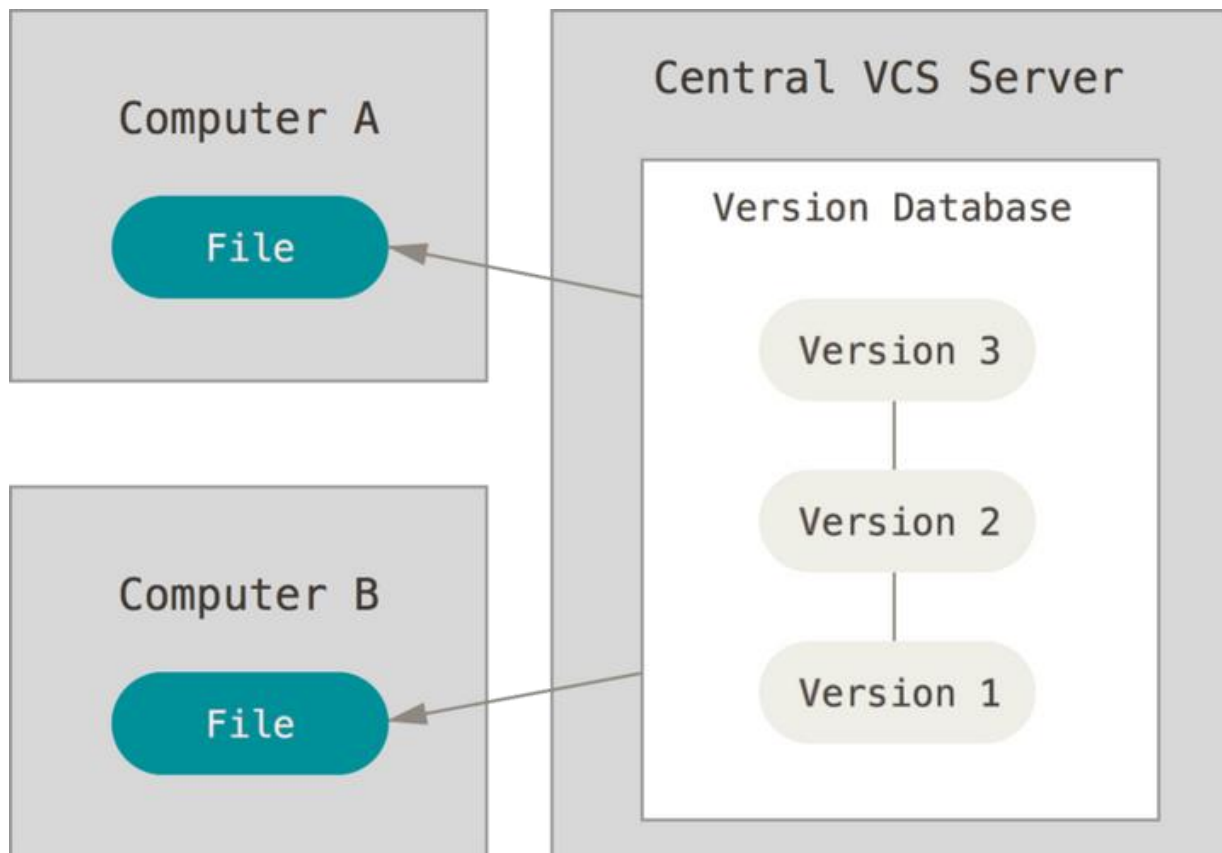 Computer A
File
Computer B
File
Central VCS Server
Version Database
Version 3
Version 2
Version 1